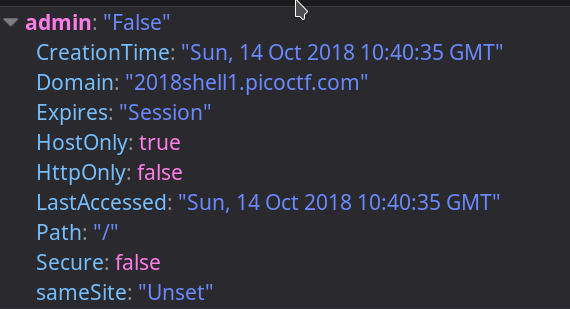 admin: "False"
CreationTime: "Sun, 14 Oct 2018 10:40:35 GMT"
Domain: "2018shell1.picoctf.com"
Expires: "Session"
HostOnly: true
HttpOnly: false
LastAccessed: "Sun, 14 Oct 2018 10:40:35 GMT"
Path: "/"
Secure: false
sameSite: "Unset"